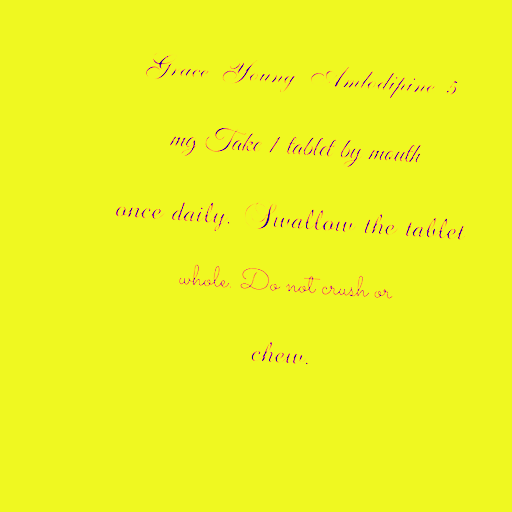 Grace Young Amlodipine 5
mg Take 1 tablet by mouth
once daily. Swallow the tablet
whole. Do not crush or
chew.